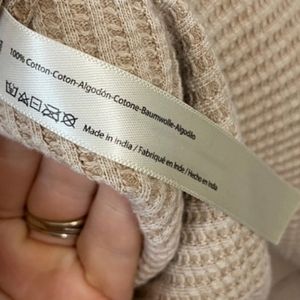 100% Cotton-Coton-Algodón-Cotone-Baumwolle-Algodão
Made in India / Fabriqué en Inde / Hecho en India